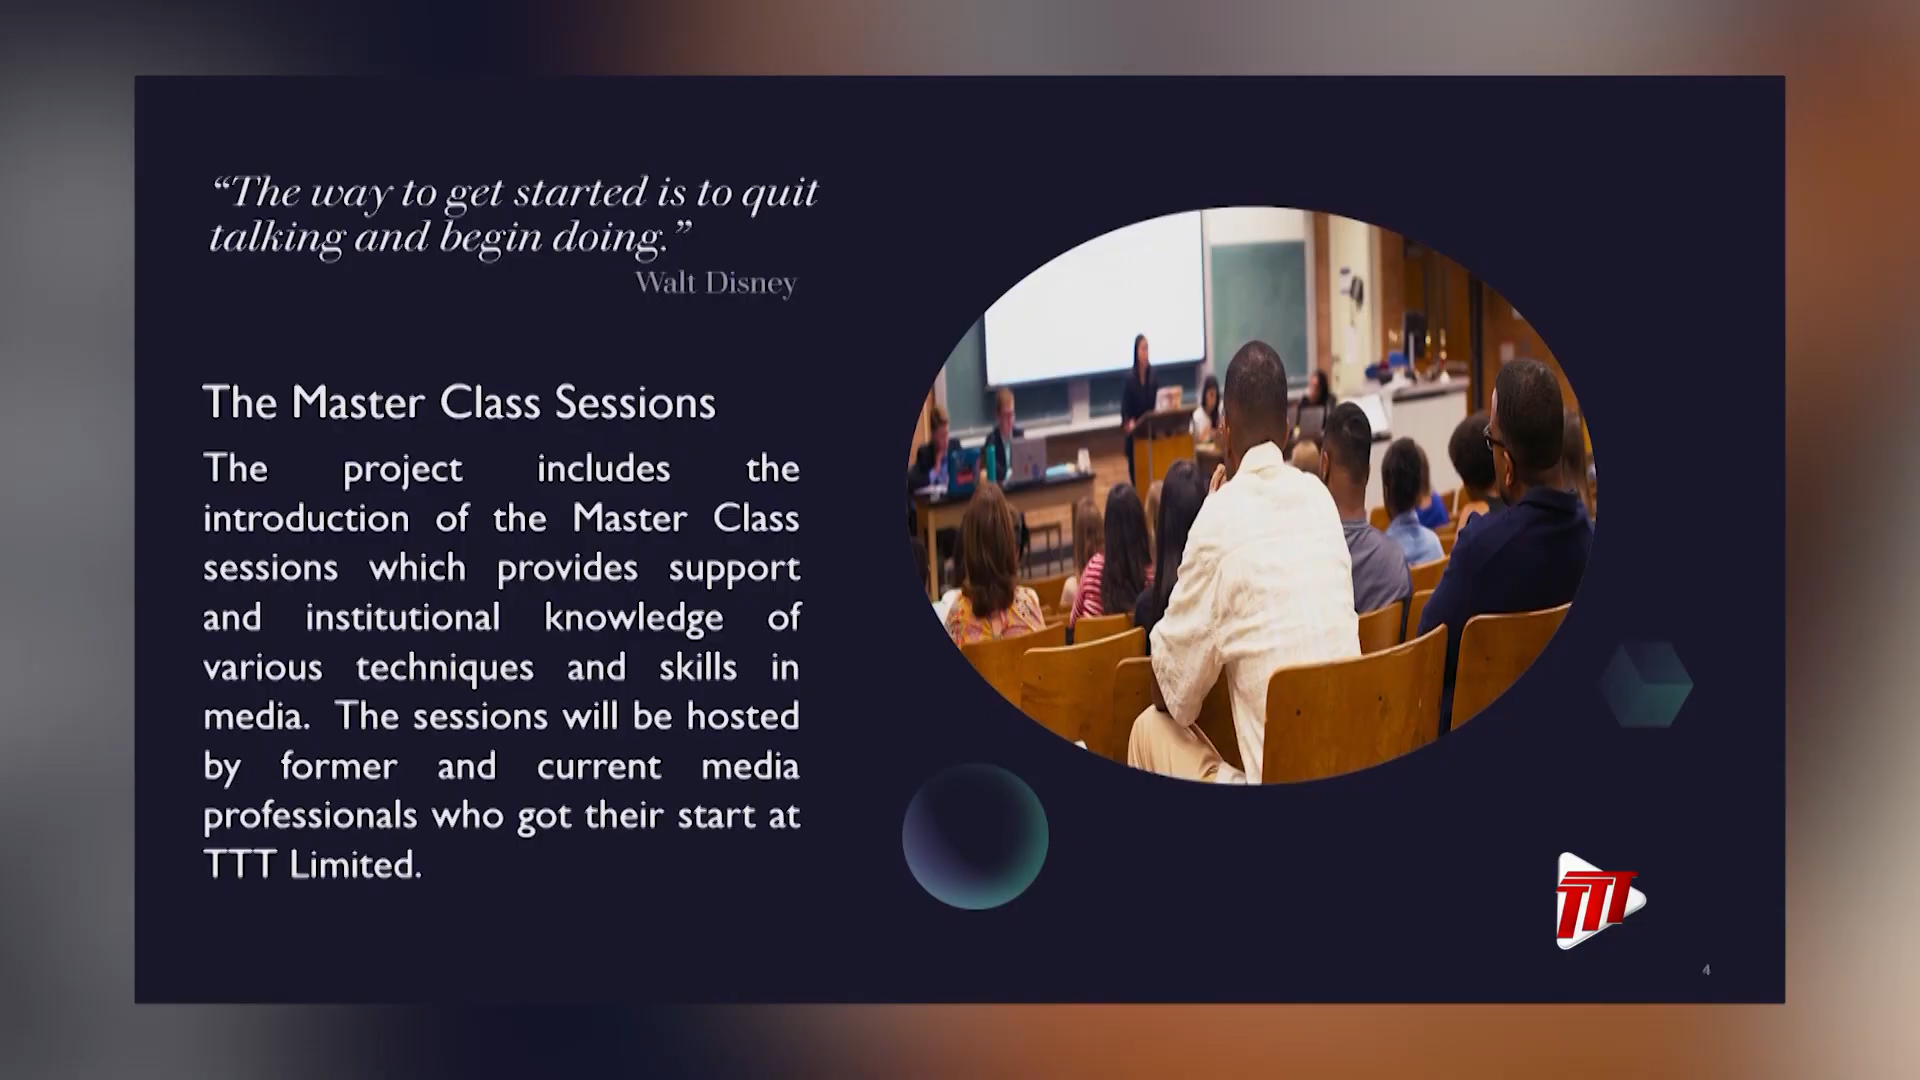 “The way to get started is to quit
talking and begin doing.”
Walt Disney
The Master Class Sessions
The project includes the
introduction of the Master Class
sessions which provides support
and institutional knowledge of
various techniques and skills in
media. The sessions will be hosted
by former and current media
professionals who got their start at
TTT Limited.
TTT
4